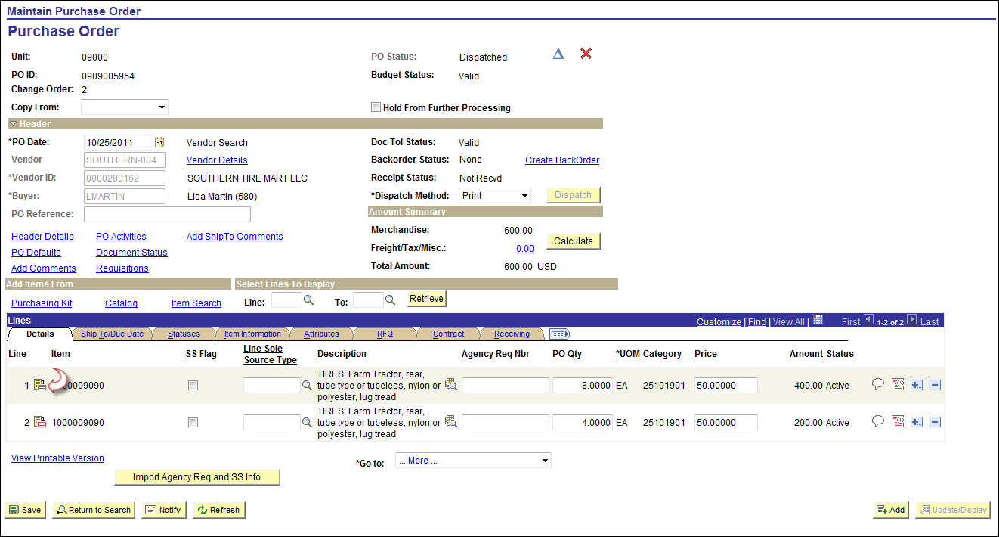 Maintain Purchase Order
Purchase Order
Unit: 09000 PO Status: Dispatched
PO ID: 0909005954 Budget Status: Valid
Change Order: 2
Copy From: Hold From Further Processing
Header
*PO Date: 10/25/2011 31 Vendor Search Doc Tol Status: Valid
Vendor SOUTHERN-004 Vendor Details Backorder Status: None Create BackOrder
*Vendor ID: 0000280162 SOUTHERN TIRE MART LLC Receipt Status: Not Recvd
*Buyer: LMARTIN Lisa Martin (580) *Dispatch Method: Print Dispatch
PO Reference: Amount Summary
Merchandise: 600.00
Header Details PO Activities Add ShipTo Comments Freight/Tax/Misc.: 0.00 Calculate
PO Defaults Document Status
Add Comments Requisitions Total Amount: 600.00 USD
Add Items From Select Lines To Display
Purchasing Kit Catalog Item Search Line: To: Retrieve
Lines Customize | Find | View All | First 1-2 of 2 Last
Details Ship To/Due Date Statuses Item Information Attributes RFQ Contract Receiving
Line Item SS Flag Line Sole Source Type Description Agency Req Nbr PO Qty *UOM Category Price Amount Status
1 009090 TIRES: Farm Tractor, rear, 8.0000 EA 25101901 50.00000 400.00 Active
tube type or tubeless, nylon or
polyester, lug tread
2 1000009090 TIRES: Farm Tractor, rear, 4.0000 EA 25101901 50.00000 200.00 Active
tube type or tubeless, nylon or
polyester, lug tread
View Printable Version *Go to: ... More ...
Import Agency Req and SS Info
Save Return to Search Notify Refresh Add Update/Display